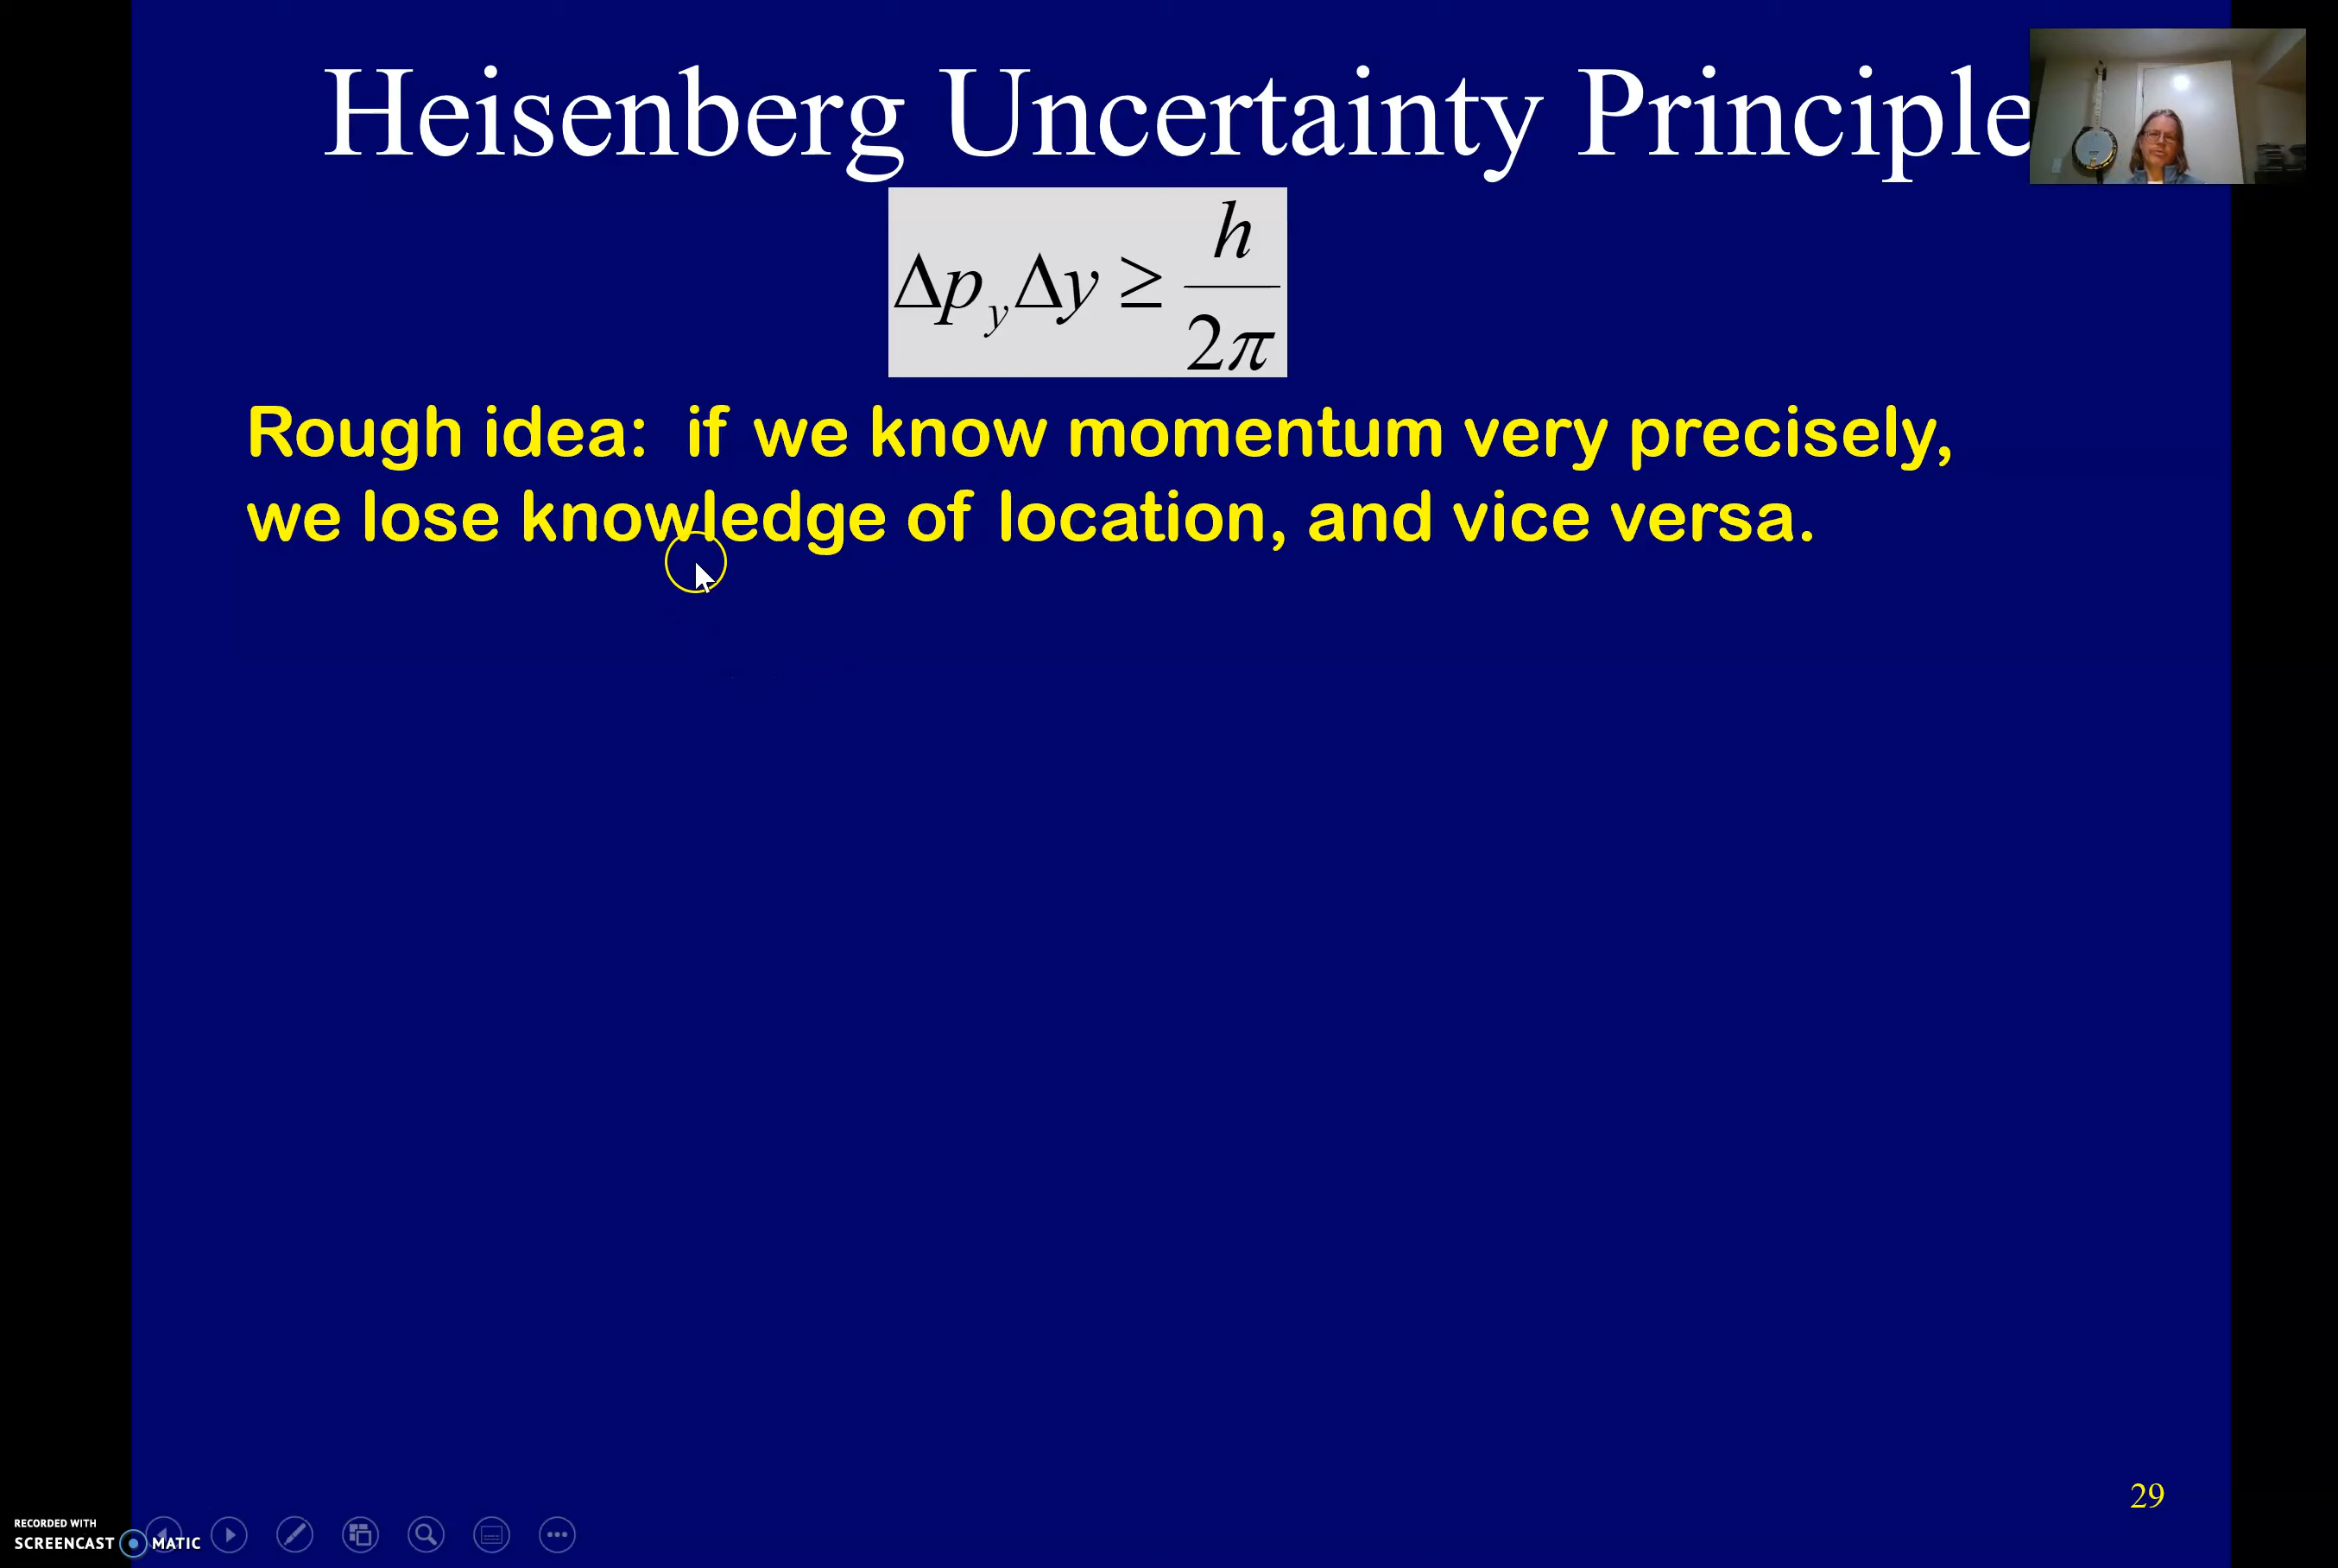 Heisenberg Uncertainty Principle
Δp_yΔy ≥ h/2π
Rough idea: if we know momentum very precisely,
we lose knowledge of location, and vice versa.
29
RECORDED WITH
SCREENCAST MATIC